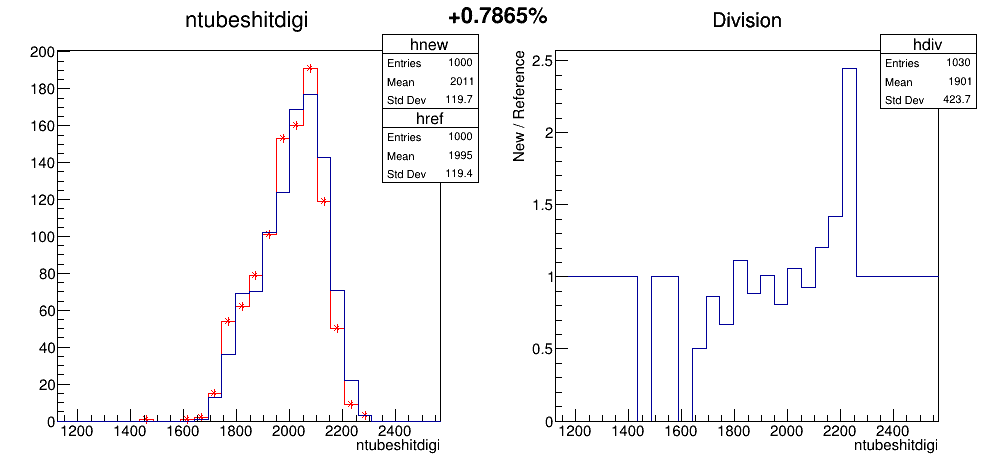 +0.7865%
ntubeshitdigi
hnew
Entries 1000
Mean 2011
Std Dev 119.7
href
Entries 1000
Mean 1995
Std Dev 119.4
200
180
160
140
120
100
80
60
40
20
0
1200 1400 1600 1800 2000 2200 2400
ntubeshitdigi
Division
hdiv
Entries 1030
Mean 1901
Std Dev 423.7
New / Reference
2.5
2
1.5
1
0.5
0
1200 1400 1600 1800 2000 2200 2400
ntubeshitdigi